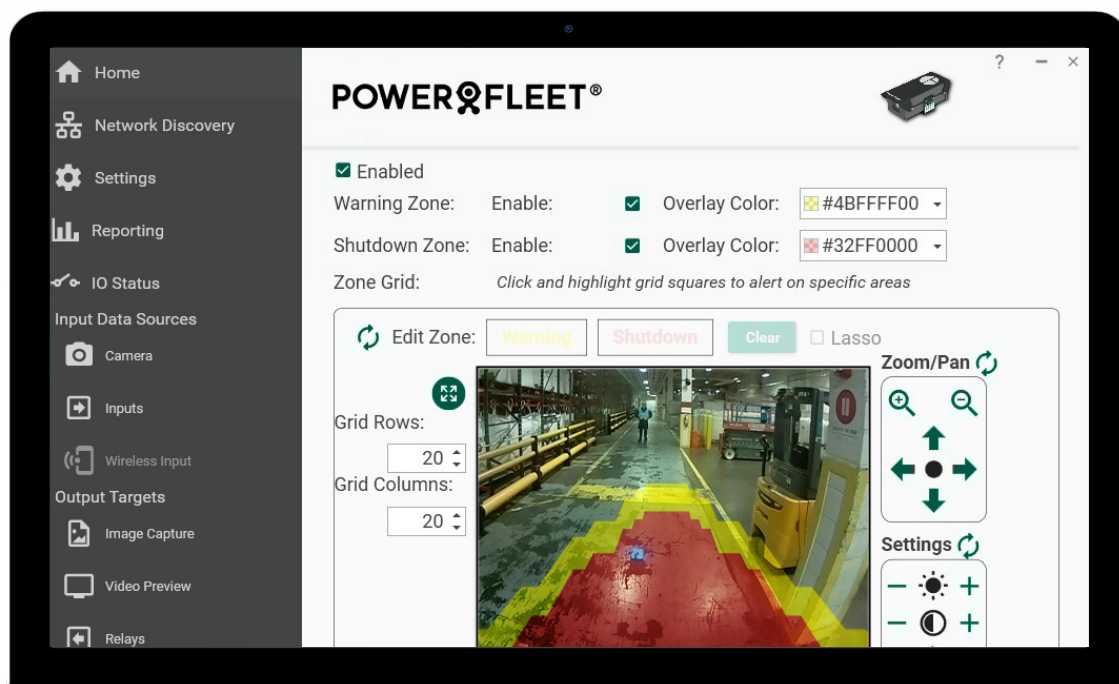 Home
Network Discovery
Settings
Reporting
IO Status
Input Data Sources
Camera
Inputs
Wireless Input
Output Targets
Image Capture
Video Preview
Relays
? − ×
POWERFLEET®
Enabled
Warning Zone: Enable: Overlay Color: #4BFFFF00
Shutdown Zone: Enable: Overlay Color: #32FF0000
Zone Grid: Click and highlight grid squares to alert on specific areas
Edit Zone: Warning Shutdown Clear Lasso
Grid Rows:
20
Grid Columns:
20
Zoom/Pan
Settings